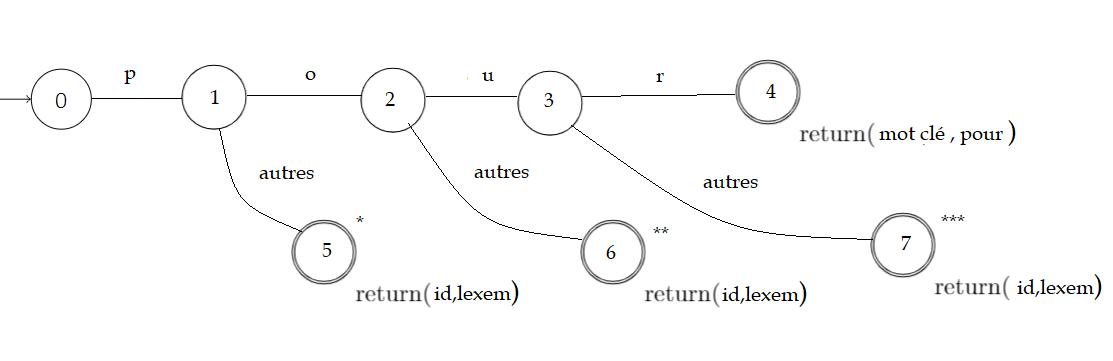 p o u r
0 1 2 3 4
return( mot clé , pour )
autres autres autres
5 * 6 ** 7 ***
return( id,lexem) return( id,lexem) return( id,lexem)